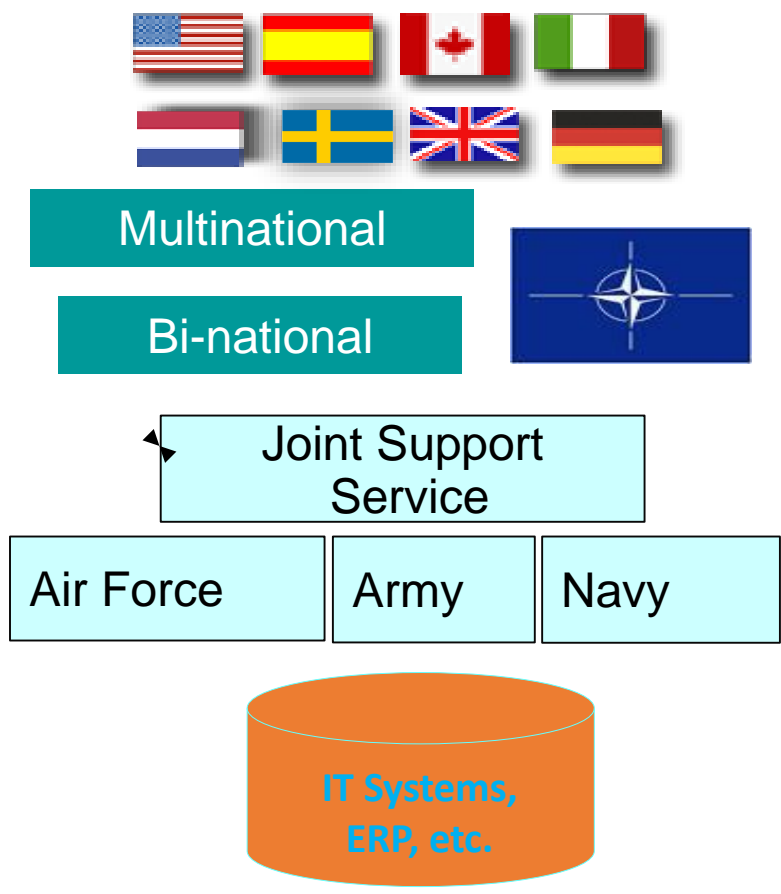 Multinational
Bi-national
Joint Support
Service
Air Force
Army
Navy
IT Systems,
ERP, etc.